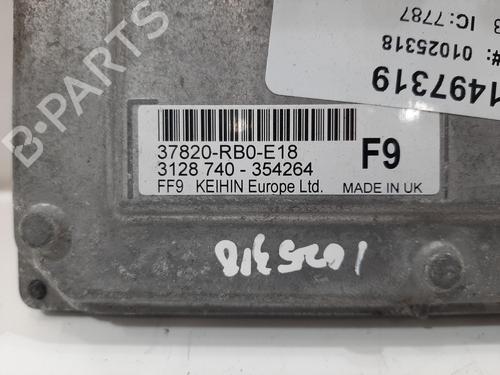 3 IC:7787
#: 01025318
1497319
37820-RB0-E18
F9
3128 740 - 354264
FF9 KEIHIN Europe Ltd.
MADE IN UK
1025318